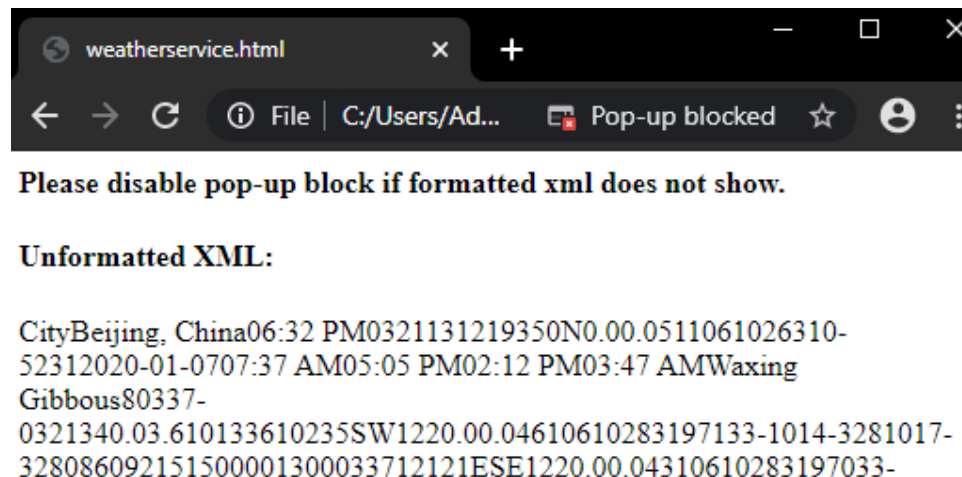 weatherservice.html
File C:/Users/Ad... Pop-up blocked
Please disable pop-up block if formatted xml does not show.
Unformatted XML:
CityBeijing, China06:32 PM0321131219350N0.00.0511061026310-
52312020-01-0707:37 AM05:05 PM02:12 PM03:47 AMWaxing
Gibbous80337-
0321340.03.610133610235SW1220.00.04610610283197133-1014-3281017-
328086092151500001300033712121ESE1220.00.04310610283197033-